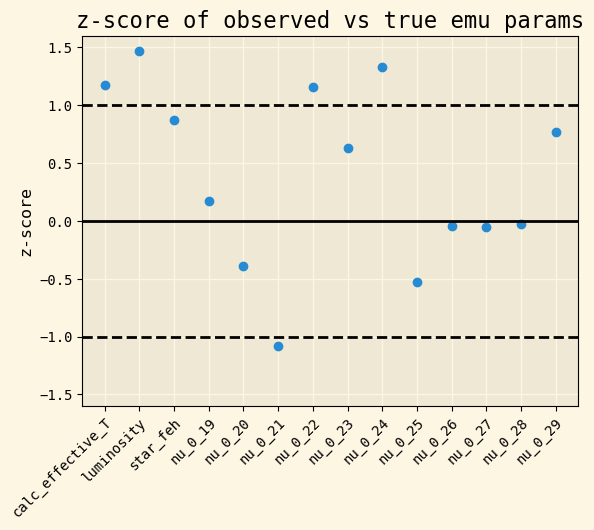 z-score of observed vs true emu params
z-score
1.5
1.0
0.5
0.0
−0.5
−1.0
−1.5
calc_effective_T
luminosity
star_feh
nu_0_19
nu_0_20
nu_0_21
nu_0_22
nu_0_23
nu_0_24
nu_0_25
nu_0_26
nu_0_27
nu_0_28
nu_0_29